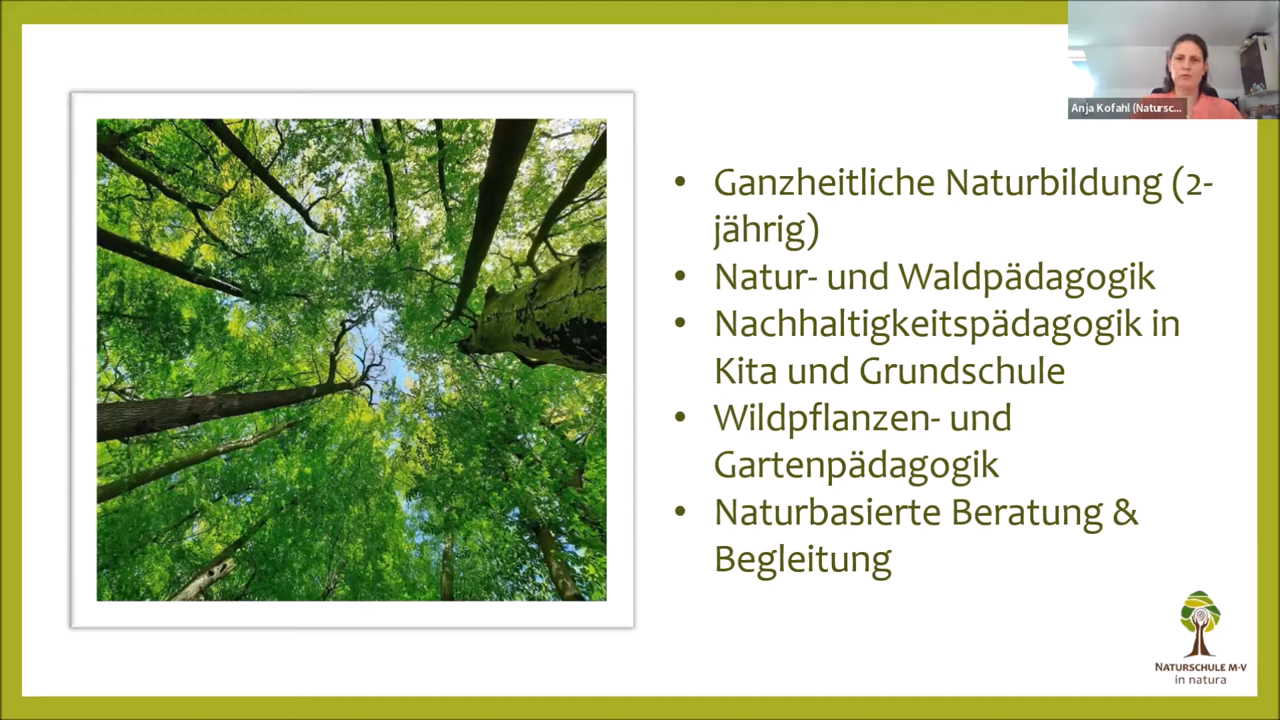 Anja Kofahl (Natursc...
• Ganzheitliche Naturbildung (2-
jährig)
• Natur- und Waldpädagogik
• Nachhaltigkeitspädagogik in
Kita und Grundschule
• Wildpflanzen- und
Gartenpädagogik
• Naturbasierte Beratung &
Begleitung
NATURSCHULE M-V
in natura